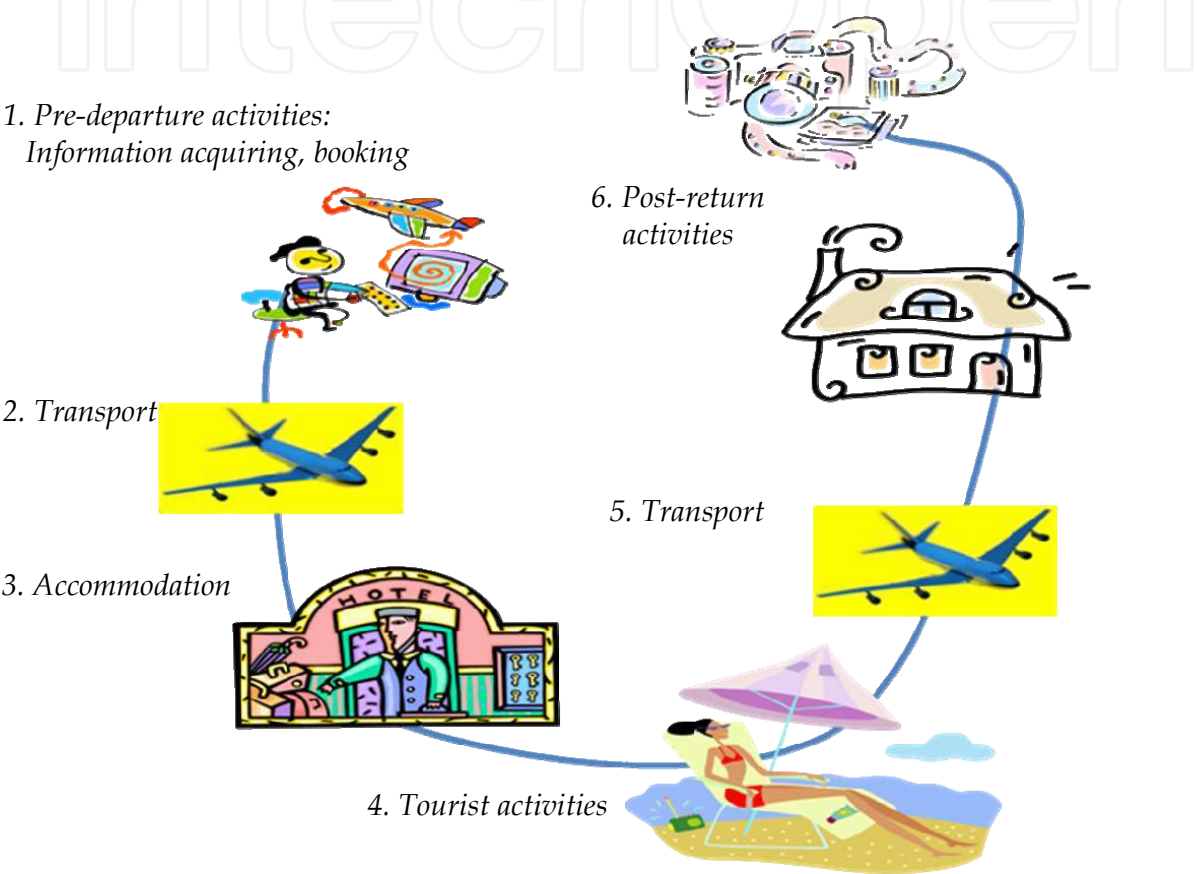 IntechOpen
1. Pre-departure activities:
Information acquiring, booking
6. Post-return
activities
2. Transport
5. Transport
3. Accommodation
HOTEL
4. Tourist activities